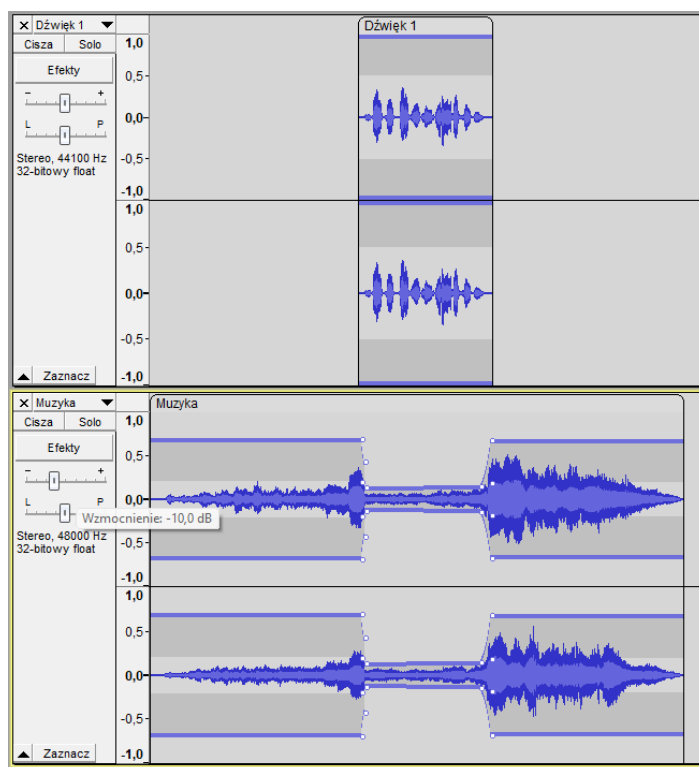 × Dźwięk 1 ▼
Dźwięk 1
Cisza Solo
Efekty
- +
L P
Stereo, 44100 Hz
32-bitowy float
▲ Zaznacz
1,0
0,5-
0,0-
-0,5-
-1,0
1,0
0,5-
0,0-
-0,5-
-1,0
× Muzyka ▼
Muzyka
Cisza Solo
Efekty
- +
L P
Wzmocnienie: -10,0 dB
Stereo, 48000 Hz
32-bitowy float
▲ Zaznacz
1,0
0,5-
0,0-
-0,5-
-1,0
1,0
0,5-
0,0-
-0,5-
-1,0